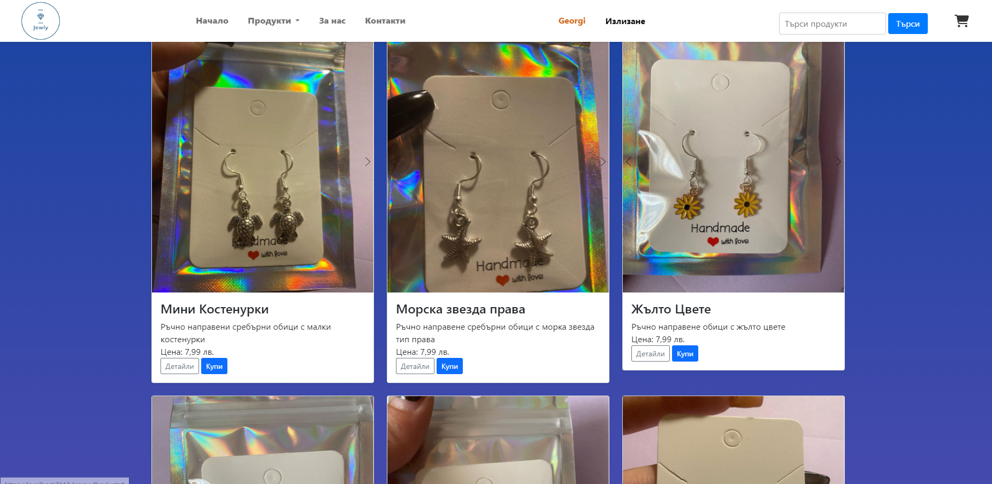 Jewly
Начало
Продукти
За нас
Контакти
Georgi
Излизане
Търси продукти
Търси
Handmade
with love
Handmade
with love
Handmade
with love
Мини Костенурки
Ръчно направени сребърни обици с малки
костенурки
Цена: 7,99 лв.
Детайли
Купи
Морска звезда права
Ръчно направени сребърни обици с морка звезда
тип права
Цена: 7,99 лв.
Детайли
Купи
Жълто Цвете
Ръчно направене обици с жълто цвете
Цена: 7,99 лв.
Детайли
Купи